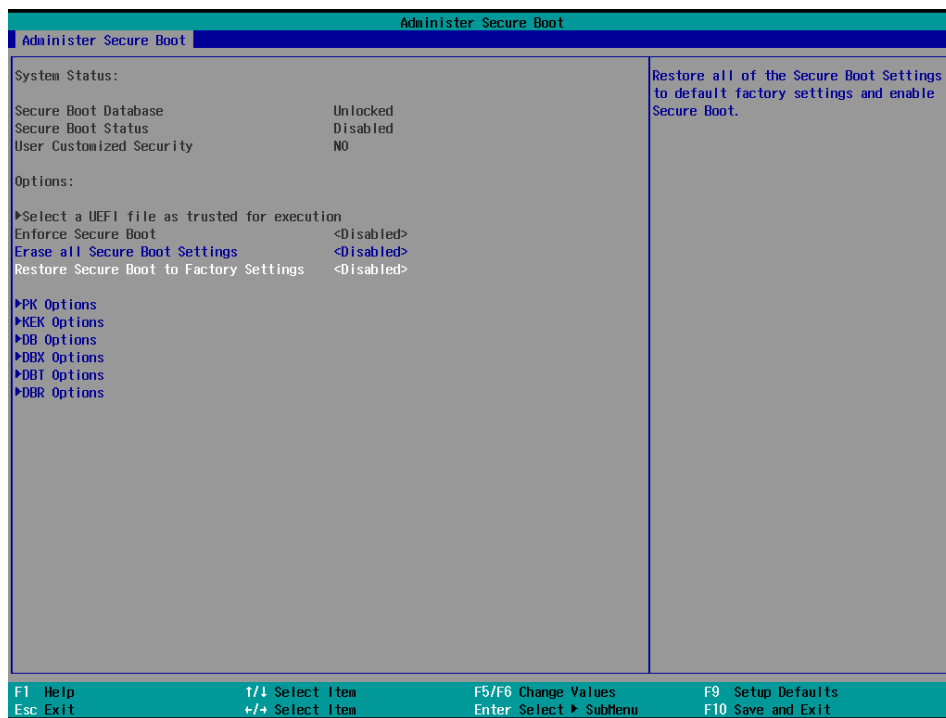 Administer Secure Boot
Administer Secure Boot
System Status:
Secure Boot Database Unlocked
Secure Boot Status Disabled
User Customized Security NO
Options:
▶Select a UEFI file as trusted for execution
Enforce Secure Boot <Disabled>
Erase all Secure Boot Settings <Disabled>
Restore Secure Boot to Factory Settings <Disabled>
▶PK Options
▶KEK Options
▶DB Options
▶DBX Options
▶DBT Options
▶DBR Options
Restore all of the Secure Boot Settings
to default factory settings and enable
Secure Boot.
F1 Help ↑/↓ Select Item F5/F6 Change Values F9 Setup Defaults
Esc Exit ←/→ Select Item Enter Select ▶ SubMenu F10 Save and Exit